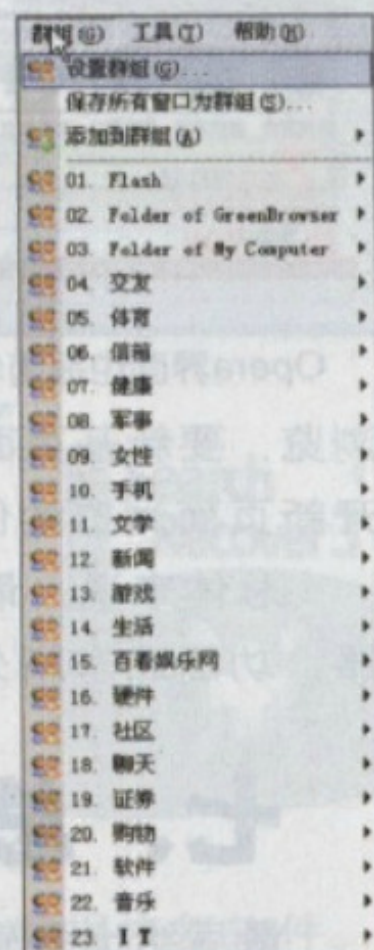 群组(G) 工具(T) 帮助(H)
设置群组(G)...
保存所有窗口为群组(S)...
添加到群组(A)
01. Flash
02. Folder of GreenBrowser
03. Folder of My Computer
04. 交友
05. 体育
06. 信箱
07. 健康
08. 军事
09. 女性
10. 手机
11. 文学
12. 新闻
13. 游戏
14. 生活
15. 百看娱乐网
16. 硬件
17. 社区
18. 聊天
19. 证券
20. 购物
21. 软件
22. 音乐
23. I T